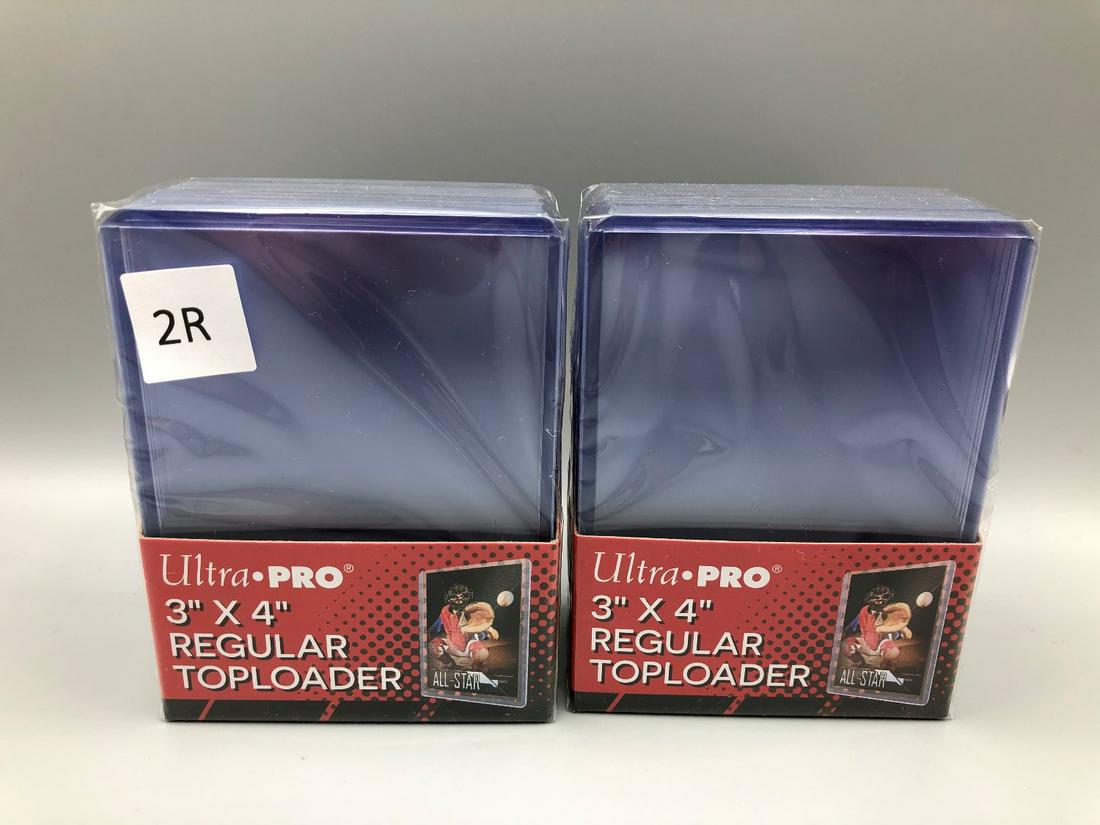 2R
Ultra•PRO®
3" X 4"
REGULAR
TOPLOADER
ALL-STAR
Ultra•PRO®
3" X 4"
REGULAR
TOPLOADER
ALL-STAR